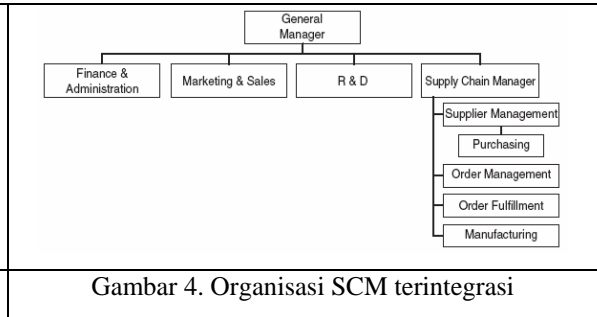 General
Manager
Finance &
Administration
Marketing & Sales
R & D
Supply Chain Manager
Supplier Management
Purchasing
Order Management
Order Fulfillment
Manufacturing
Gambar 4. Organisasi SCM terintegrasi